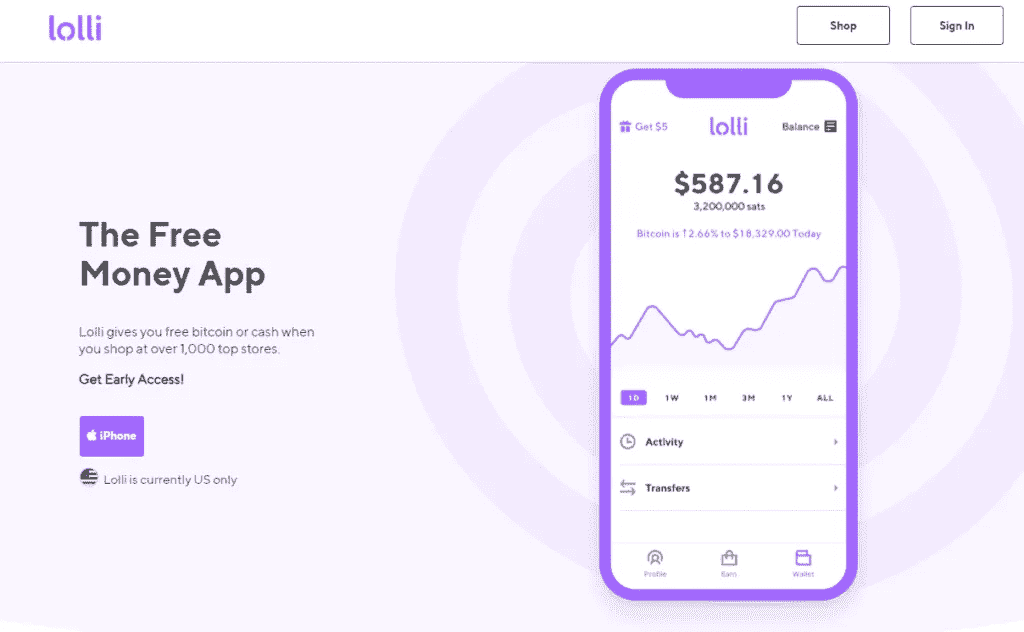 lolli
Shop
Sign In
The Free
Money App
Lolli gives you free bitcoin or cash when
you shop at over 1,000 top stores.
Get Early Access!
iPhone
Lolli is currently US only
Get $5
lolli
Balance
$587.16
3,200,000 sats
Bitcoin is ↑2.66% to $18,329.00 Today
1D 1W 1M 3M 1Y ALL
Activity
Transfers
Profile Earn Wallet